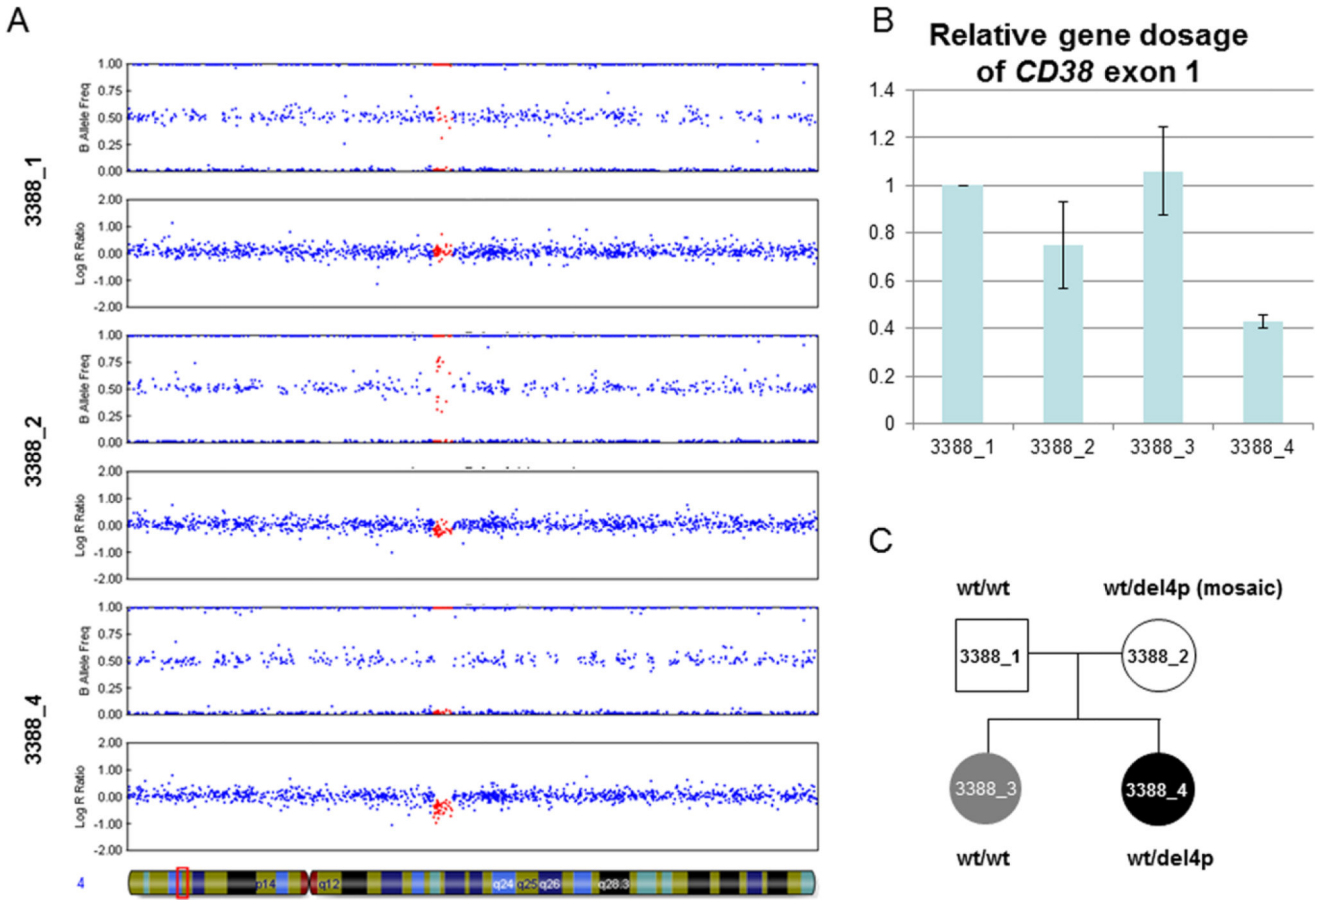 A
3388_1
B Allele Freq
1.00
0.75
0.50
0.25
0.00
Log R Ratio
2.00
1.00
0.00
-1.00
-2.00
3388_2
B Allele Freq
1.00
0.75
0.50
0.25
0.00
Log R Ratio
2.00
1.00
0.00
-1.00
-2.00
3388_4
B Allele Freq
1.00
0.75
0.50
0.25
0.00
Log R Ratio
2.00
1.00
0.00
-1.00
-2.00
4
p14 q12 q24 q25 q26 q28.3
B
Relative gene dosage
of CD38 exon 1
1.4
1.2
1
0.8
0.6
0.4
0.2
0
3388_1 3388_2 3388_3 3388_4
C
wt/wt wt/del4p (mosaic)
3388_1 3388_2
3388_3 3388_4
wt/wt wt/del4p